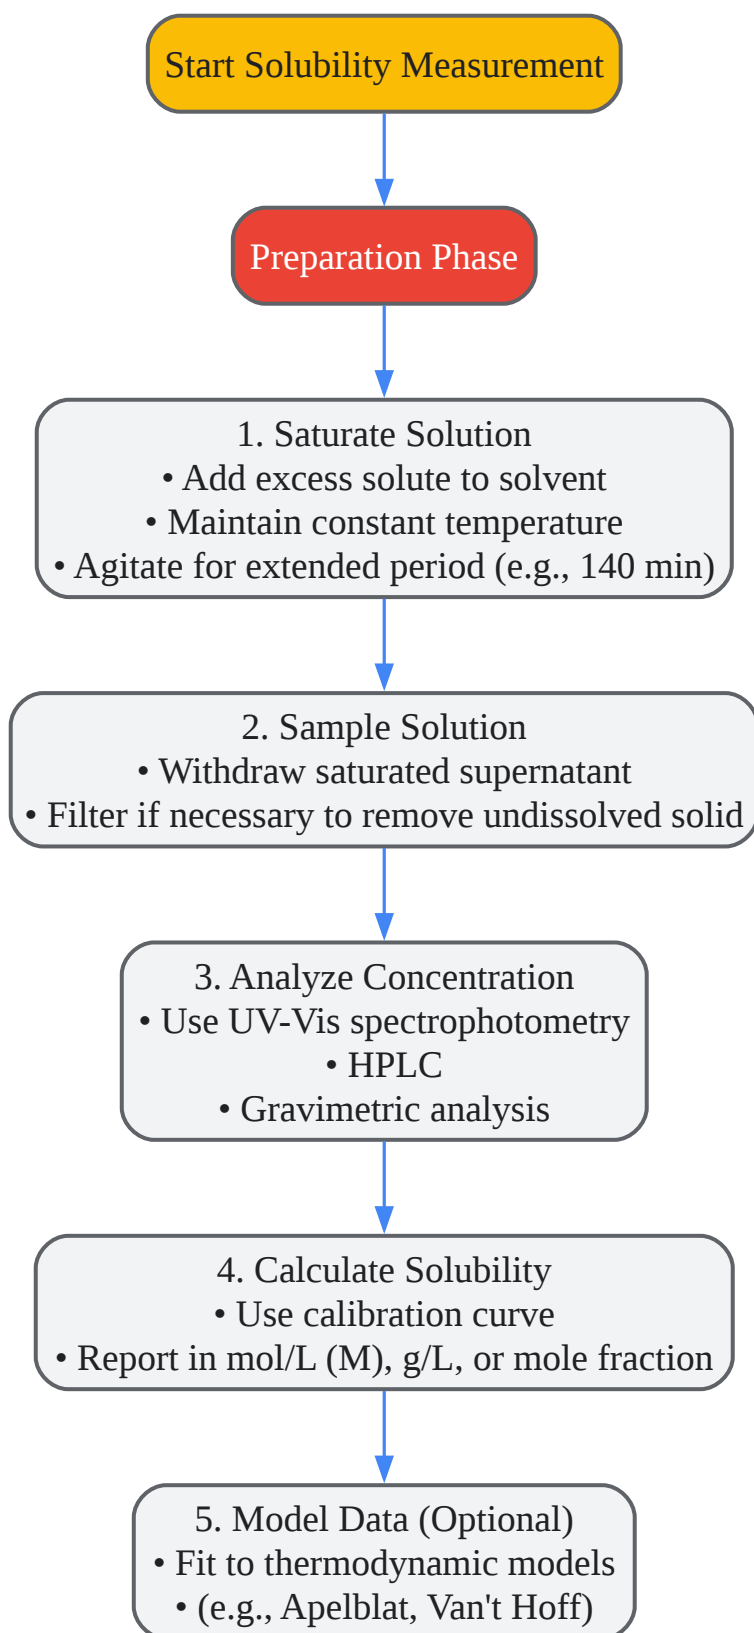 Start Solubility Measurement
Preparation Phase
1. Saturate Solution
• Add excess solute to solvent
• Maintain constant temperature
• Agitate for extended period (e.g., 140 min)
2. Sample Solution
• Withdraw saturated supernatant
• Filter if necessary to remove undissolved solid
3. Analyze Concentration
• Use UV-Vis spectrophotometry
• HPLC
• Gravimetric analysis
4. Calculate Solubility
• Use calibration curve
• Report in mol/L (M), g/L, or mole fraction
5. Model Data (Optional)
• Fit to thermodynamic models
• (e.g., Apelblat, Van't Hoff)